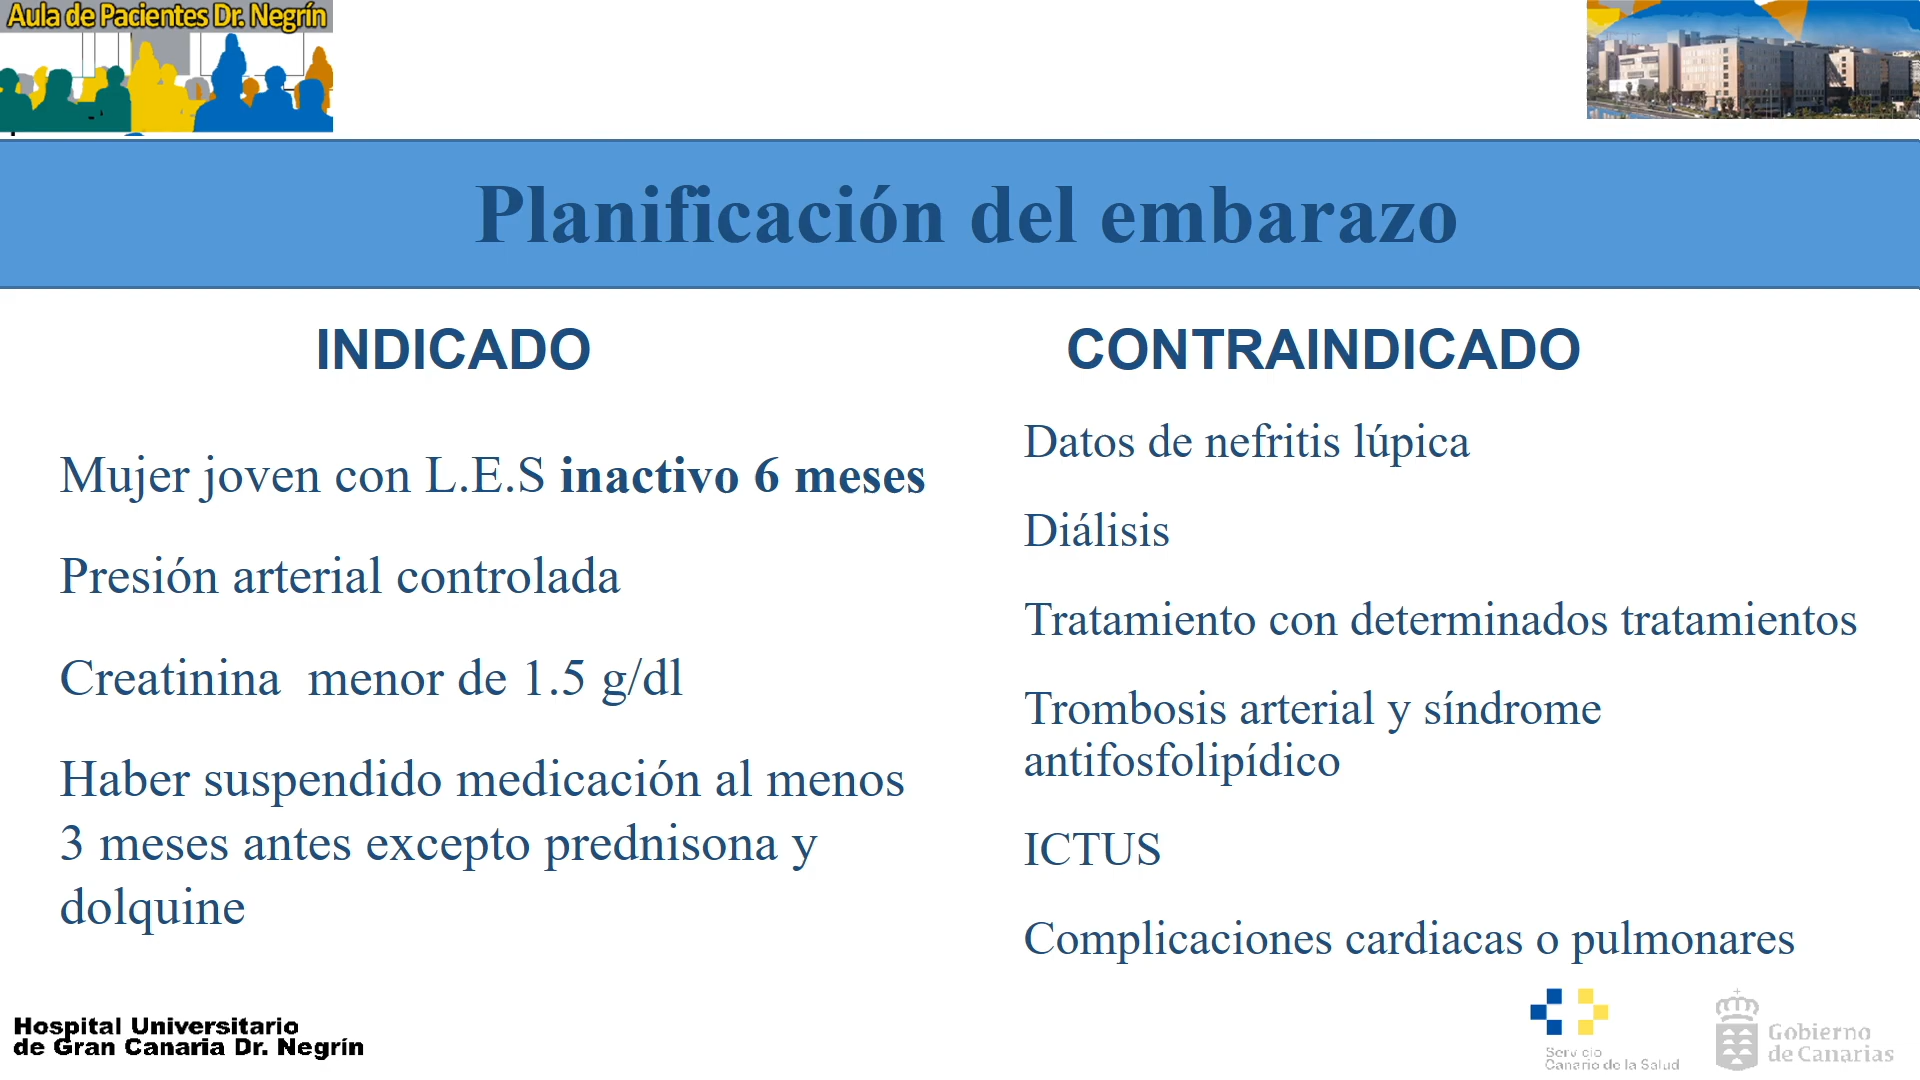 Aula de Pacientes Dr. Negrín
Planificación del embarazo
INDICADO
Mujer joven con L.E.S inactivo 6 meses
Presión arterial controlada
Creatinina menor de 1.5 g/dl
Haber suspendido medicación al menos
3 meses antes excepto prednisona y
dolquine
CONTRAINDICADO
Datos de nefritis lúpica
Diálisis
Tratamiento con determinados tratamientos
Trombosis arterial y síndrome
antifosfolipídico
ICTUS
Complicaciones cardiacas o pulmonares
Hospital Universitario
de Gran Canaria Dr. Negrín
Servicio
Canario de la Salud
Gobierno
de Canarias